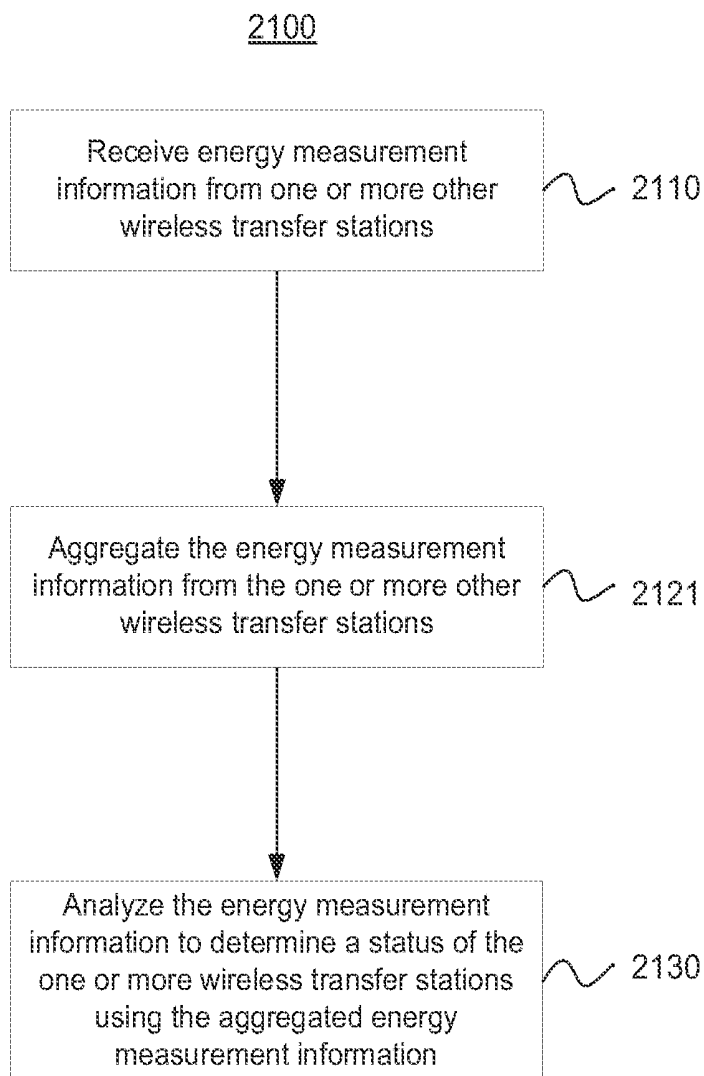 2100
Receive energy measurement
information from one or more other
wireless transfer stations
2110
Aggregate the energy measurement
information from the one or more other
wireless transfer stations
2121
Analyze the energy measurement
information to determine a status of the
one or more wireless transfer stations
using the aggregated energy
measurement information
2130